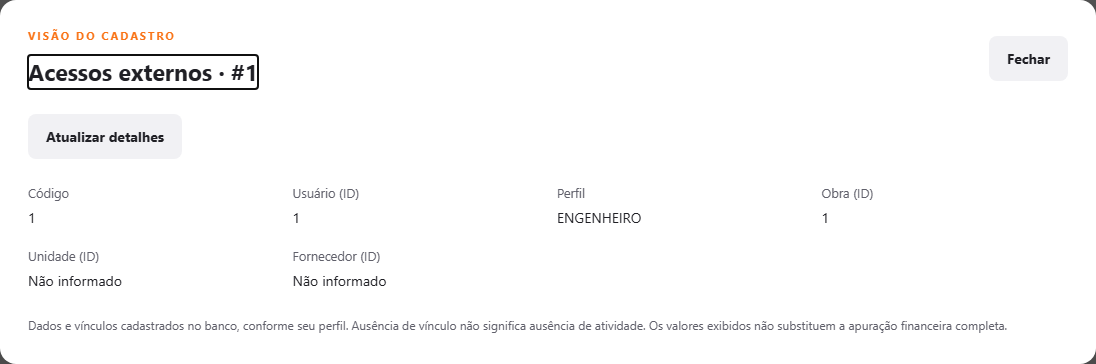 VISÃO DO CADASTRO
Acessos externos · #1
Fechar
Atualizar detalhes
Código
Usuário (ID)
Perfil
Obra (ID)
1
1
ENGENHEIRO
1
Unidade (ID)
Fornecedor (ID)
Não informado
Não informado
Dados e vínculos cadastrados no banco, conforme seu perfil. Ausência de vínculo não significa ausência de atividade. Os valores exibidos não substituem a apuração financeira completa.